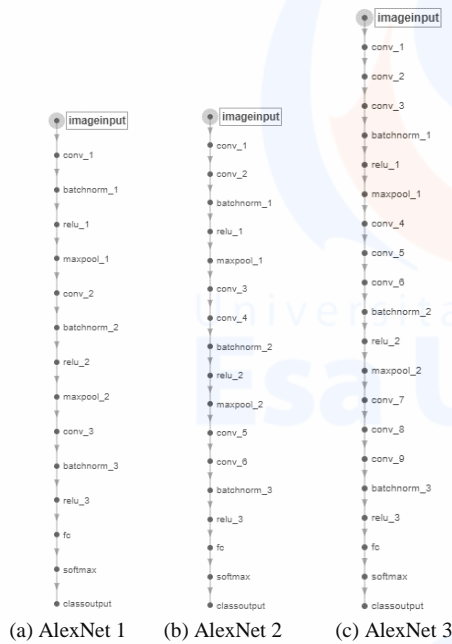 imageinput
conv_1
batchnorm_1
relu_1
maxpool_1
conv_2
batchnorm_2
relu_2
maxpool_2
conv_3
batchnorm_3
relu_3
fc
softmax
classoutput
(a) AlexNet 1
imageinput
conv_1
conv_2
batchnorm_1
relu_1
maxpool_1
conv_3
conv_4
batchnorm_2
relu_2
maxpool_2
conv_5
conv_6
batchnorm_3
relu_3
fc
softmax
classoutput
(b) AlexNet 2
imageinput
conv_1
conv_2
conv_3
batchnorm_1
relu_1
maxpool_1
conv_4
conv_5
conv_6
batchnorm_2
relu_2
maxpool_2
conv_7
conv_8
conv_9
batchnorm_3
relu_3
fc
softmax
classoutput
(c) AlexNet 3
Universita
Esa U